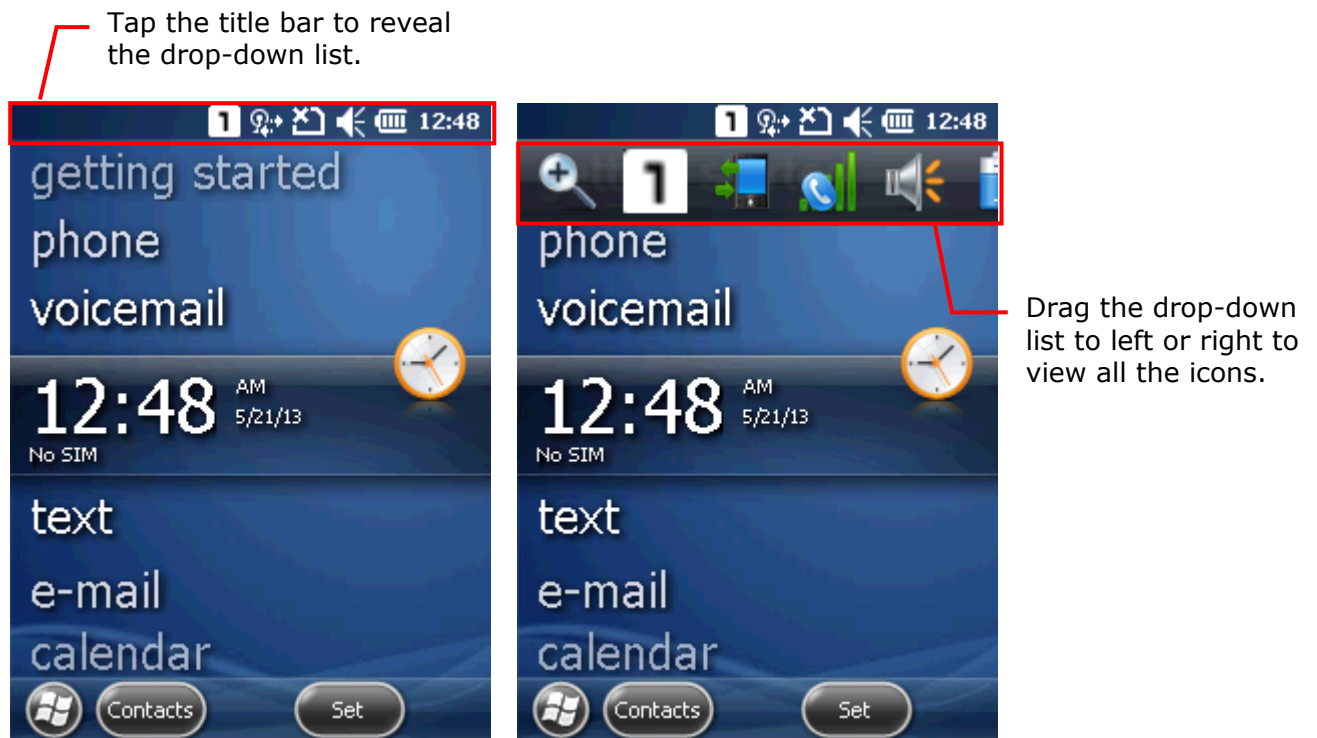 Tap the title bar to reveal
the drop-down list.
1 12:48
getting started
phone
voicemail
12:48 AM
5/21/13
No SIM
text
e-mail
calendar
Contacts Set
1 12:48
1
phone
voicemail
12:48 AM
5/21/13
No SIM
text
e-mail
calendar
Contacts Set
Drag the drop-down
list to left or right to
view all the icons.